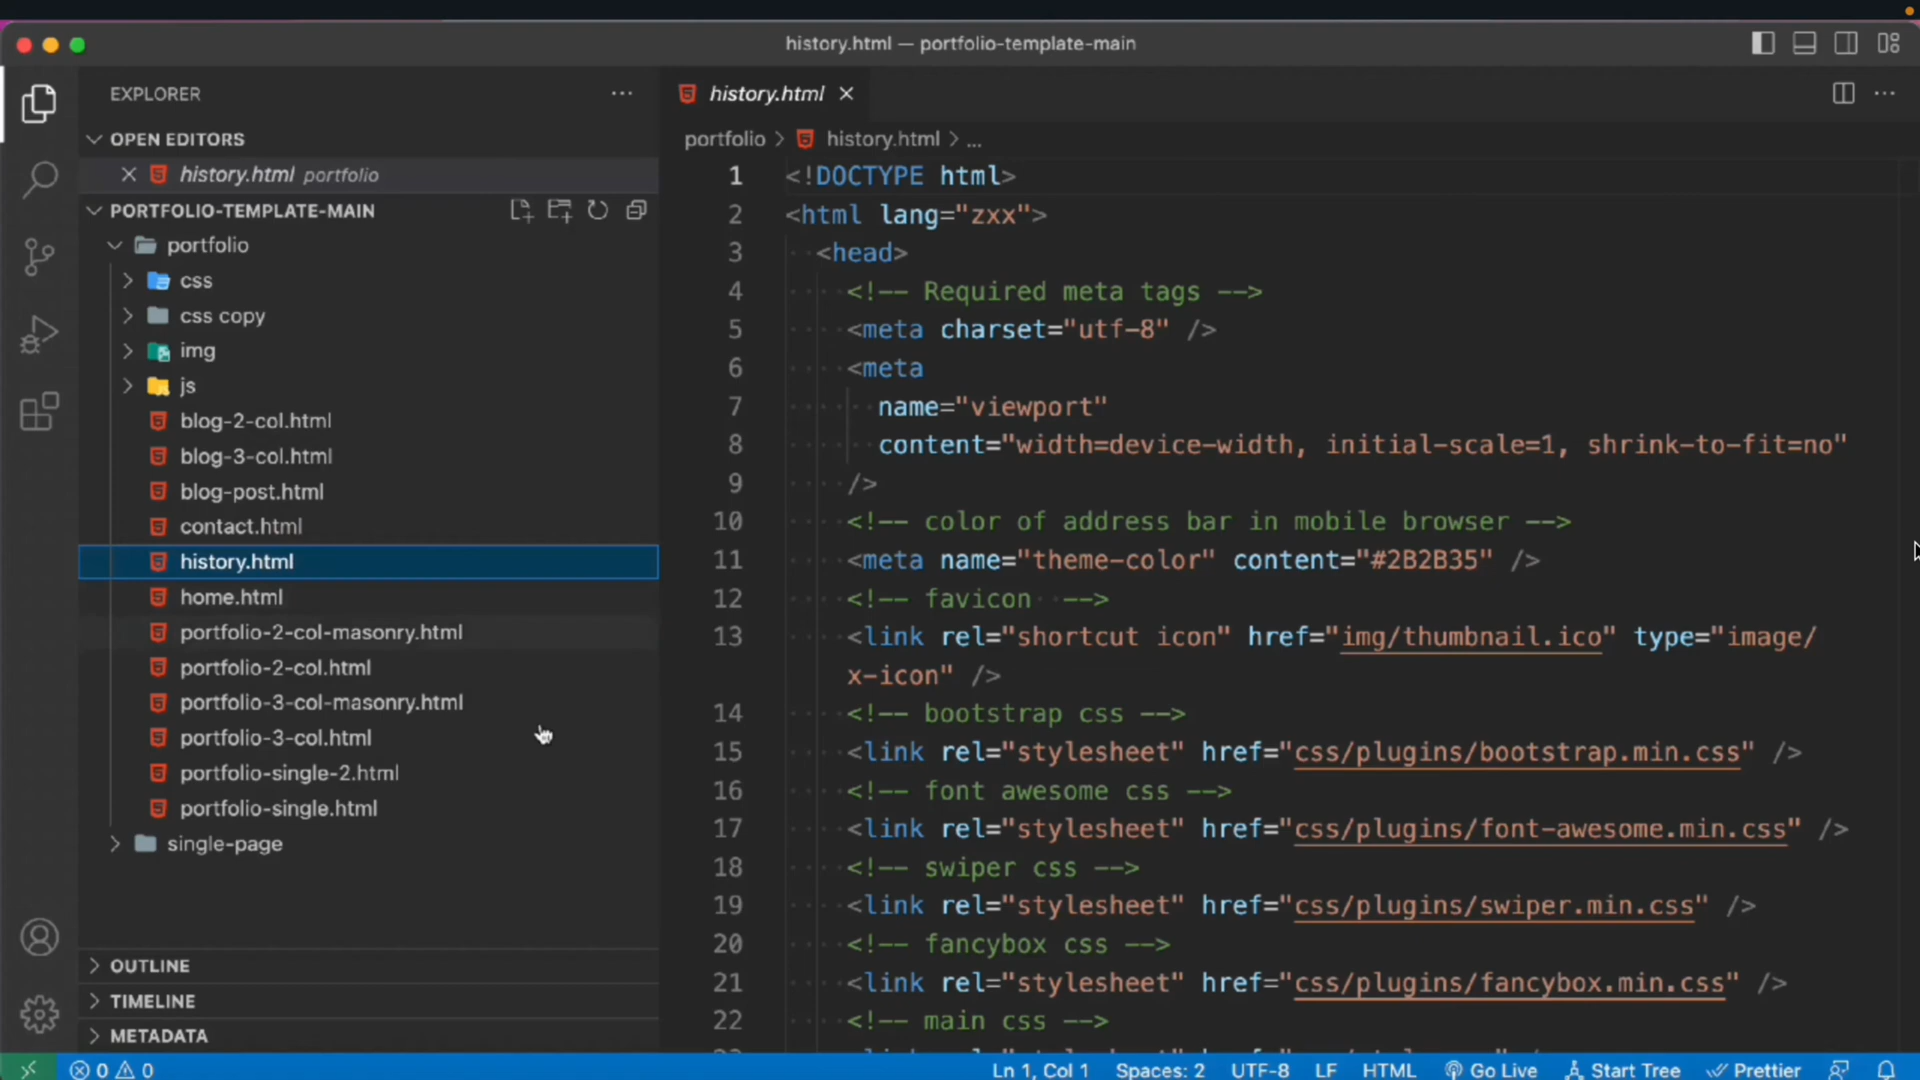 history.html — portfolio-template-main
EXPLORER
OPEN EDITORS
history.html portfolio
PORTFOLIO-TEMPLATE-MAIN
portfolio
css
css copy
img
js
blog-2-col.html
blog-3-col.html
blog-post.html
contact.html
history.html
home.html
portfolio-2-col-masonry.html
portfolio-2-col.html
portfolio-3-col-masonry.html
portfolio-3-col.html
portfolio-single-2.html
portfolio-single.html
single-page
OUTLINE
TIMELINE
METADATA
history.html
portfolio > history.html > ...
1 <!DOCTYPE html>
2 <html lang="zxx">
3 <head>
4 <!-- Required meta tags -->
5 <meta charset="utf-8" />
6 <meta
7 name="viewport"
8 content="width=device-width, initial-scale=1, shrink-to-fit=no"
9 />
10 <!-- color of address bar in mobile browser -->
11 <meta name="theme-color" content="#2B2B35" />
12 <!-- favicon -->
13 <link rel="shortcut icon" href="img/thumbnail.ico" type="image/
x-icon" />
14 <!-- bootstrap css -->
15 <link rel="stylesheet" href="css/plugins/bootstrap.min.css" />
16 <!-- font awesome css -->
17 <link rel="stylesheet" href="css/plugins/font-awesome.min.css" />
18 <!-- swiper css -->
19 <link rel="stylesheet" href="css/plugins/swiper.min.css" />
20 <!-- fancybox css -->
21 <link rel="stylesheet" href="css/plugins/fancybox.min.css" />
22 <!-- main css -->
0 0 Ln 1, Col 1 Spaces: 2 UTF-8 LF HTML Go Live Start Tree Prettier